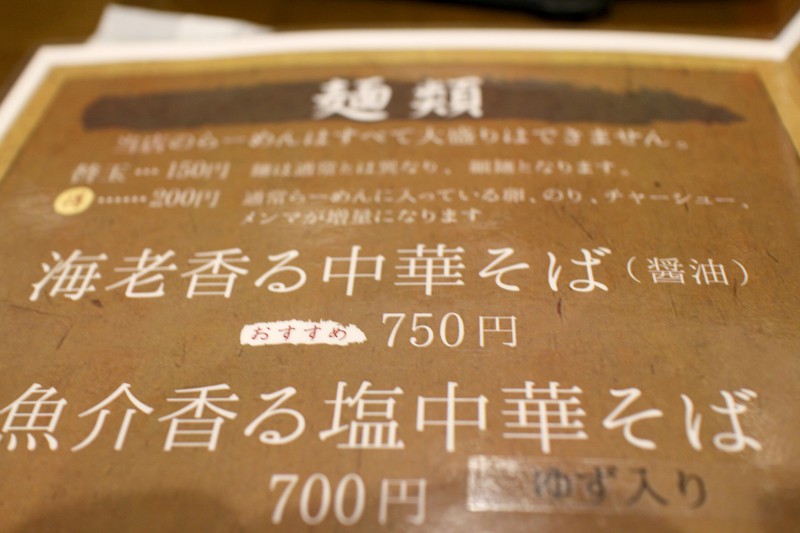 麺類
当店のらーめんはすべて大盛りはできません。
替玉…150円 麺は通常とは異なり、細麺となります。
得……200円 通常らーめんに入っている卵、のり、チャーシュー、
メンマが増量になります
海老香る中華そば(醤油)
おすすめ 750円
魚介香る塩中華そば
700円 ゆず入り